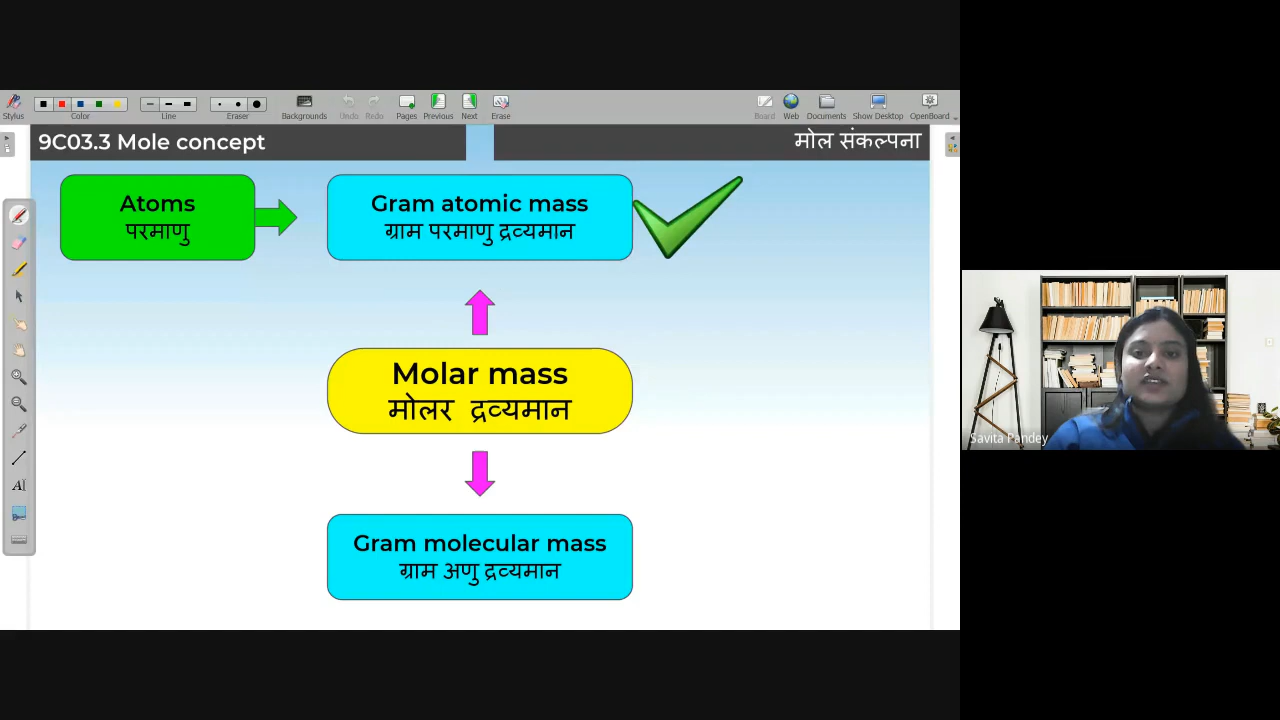 Stylus
Color
Line
Eraser
Backgrounds
Undo
Redo
Pages
Previous
Next
Erase
Board
Web
Documents
Show Desktop
OpenBoard
9C03.3 Mole concept
मोल संकल्पना
Atoms
परमाणु
Gram atomic mass
ग्राम परमाणु द्रव्यमान
Molar mass
मोलर द्रव्यमान
Gram molecular mass
ग्राम अणु द्रव्यमान
Savita Pandey